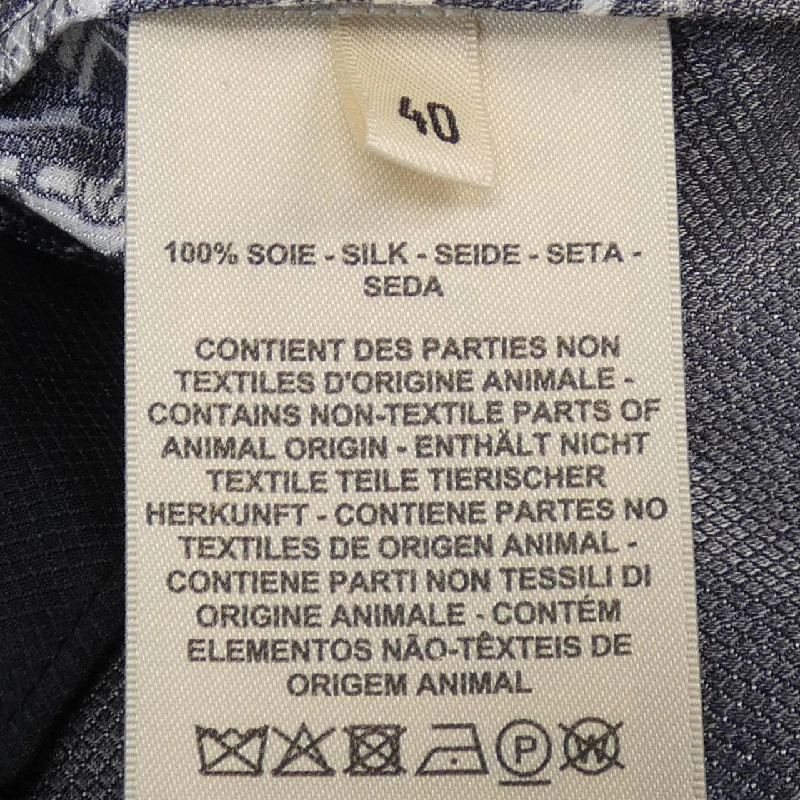 40
100% SOIE - SILK - SEIDE - SETA -
SEDA
CONTIENT DES PARTIES NON
TEXTILES D'ORIGINE ANIMALE -
CONTAINS NON-TEXTILE PARTS OF
ANIMAL ORIGIN - ENTHÄLT NICHT
TEXTILE TEILE TIERISCHER
HERKUNFT - CONTIENE PARTES NO
TEXTILES DE ORIGEN ANIMAL -
CONTIENE PARTI NON TESSILI DI
ORIGINE ANIMALE - CONTÉM
ELEMENTOS NÃO-TÊXTEIS DE
ORIGEM ANIMAL
P W